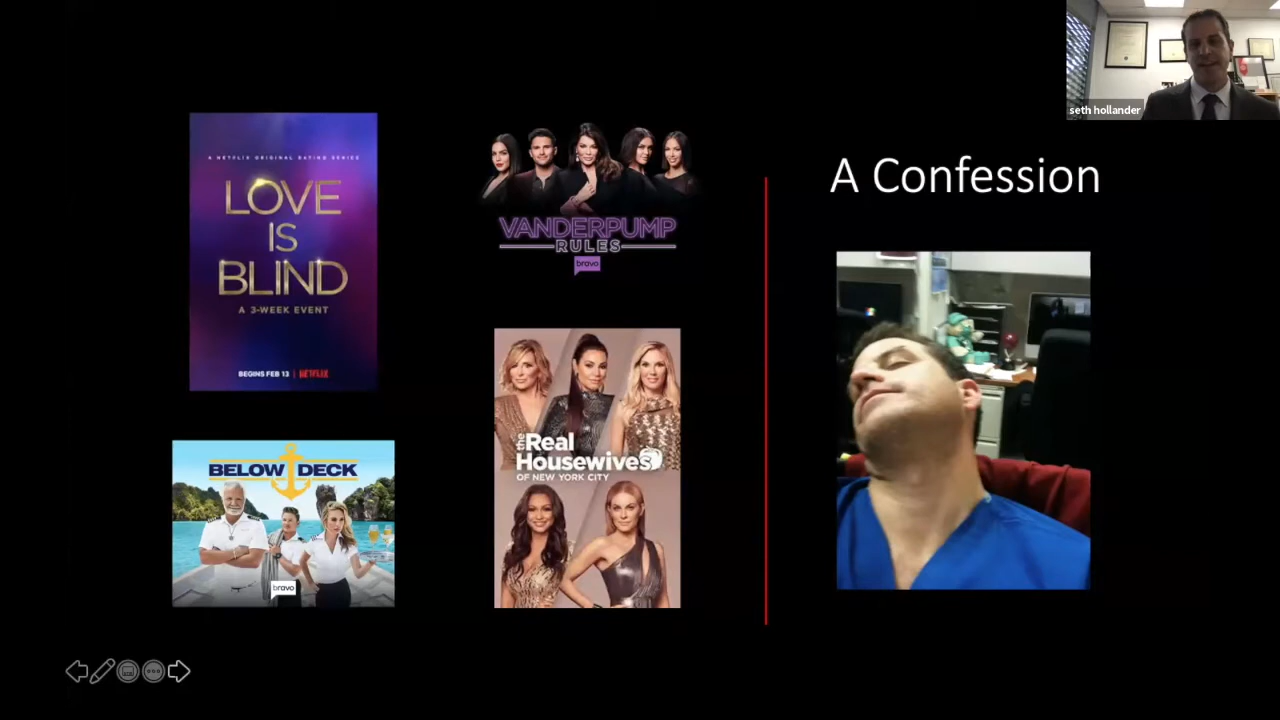 seth hollander
A Confession
A NETFLIX ORIGINAL DATING SERIES
LOVE
IS
BLIND
A 3-WEEK EVENT
BEGINS FEB 13 | NETFLIX
VANDERPUMP
RULES
bravo
BELOW DECK
bravo
the Real
Housewives
OF NEW YORK CITY